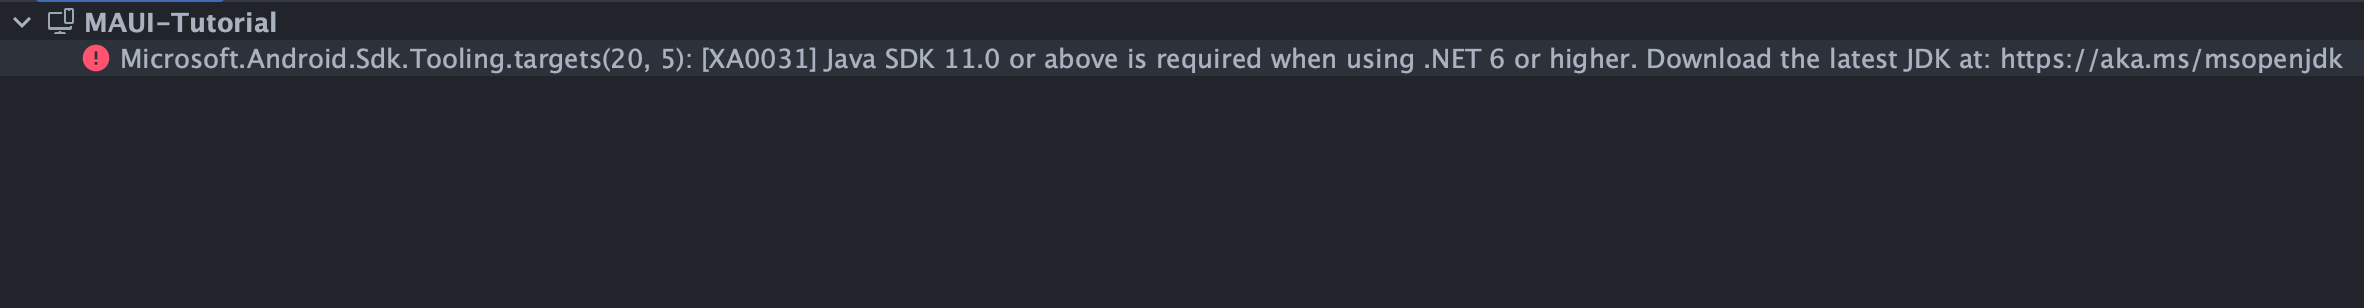 MAUI-Tutorial
Microsoft.Android.Sdk.Tooling.targets(20, 5): [XA0031] Java SDK 11.0 or above is required when using .NET 6 or higher. Download the latest JDK at: https://aka.ms/msopenjdk